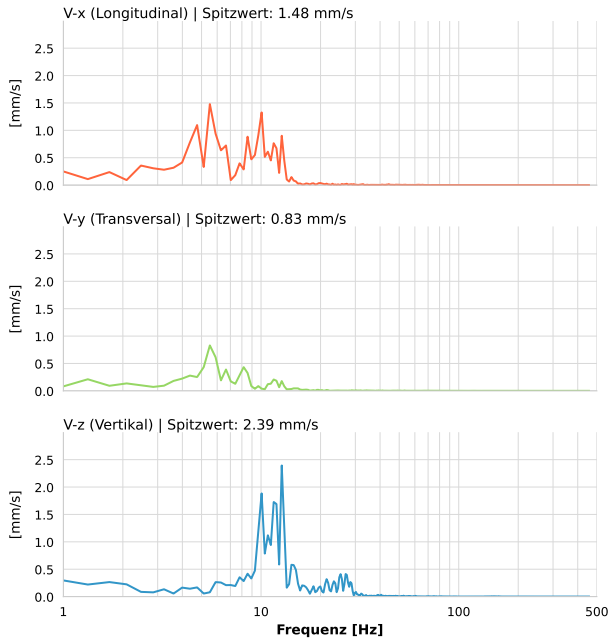 V-x (Longitudinal) | Spitzwert: 1.48 mm/s
[mm/s]
2.5
2.0
1.5
1.0
0.5
0.0
V-y (Transversal) | Spitzwert: 0.83 mm/s
[mm/s]
2.5
2.0
1.5
1.0
0.5
0.0
V-z (Vertikal) | Spitzwert: 2.39 mm/s
[mm/s]
2.5
2.0
1.5
1.0
0.5
0.0
1 10 100 500
Frequenz [Hz]